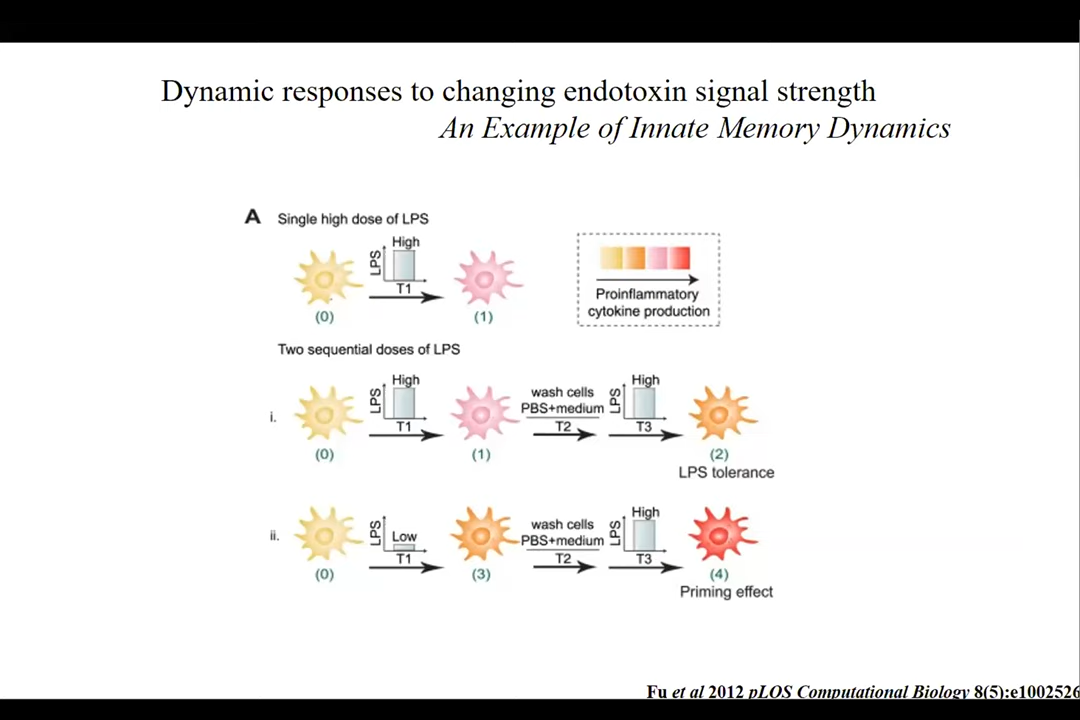 Dynamic responses to changing endotoxin signal strength
An Example of Innate Memory Dynamics
A Single high dose of LPS
LPS
High
T1
(0)
(1)
Proinflammatory
cytokine production
Two sequential doses of LPS
i.
(0)
LPS
High
T1
(1)
wash cells
PBS+medium
T2
LPS
High
T3
(2)
LPS tolerance
ii.
(0)
LPS
Low
T1
(3)
wash cells
PBS+medium
T2
LPS
High
T3
(4)
Priming effect
Fu et al 2012 pLOS Computational Biology 8(5):e1002526